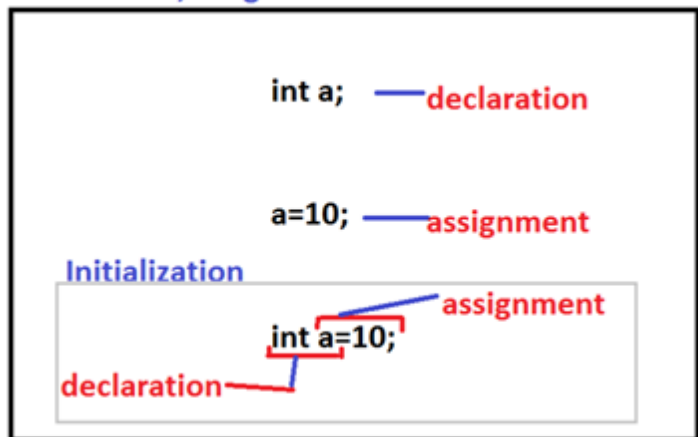 int a; declaration
a=10; assignment
Initialization
assignment
int a=10;
declaration